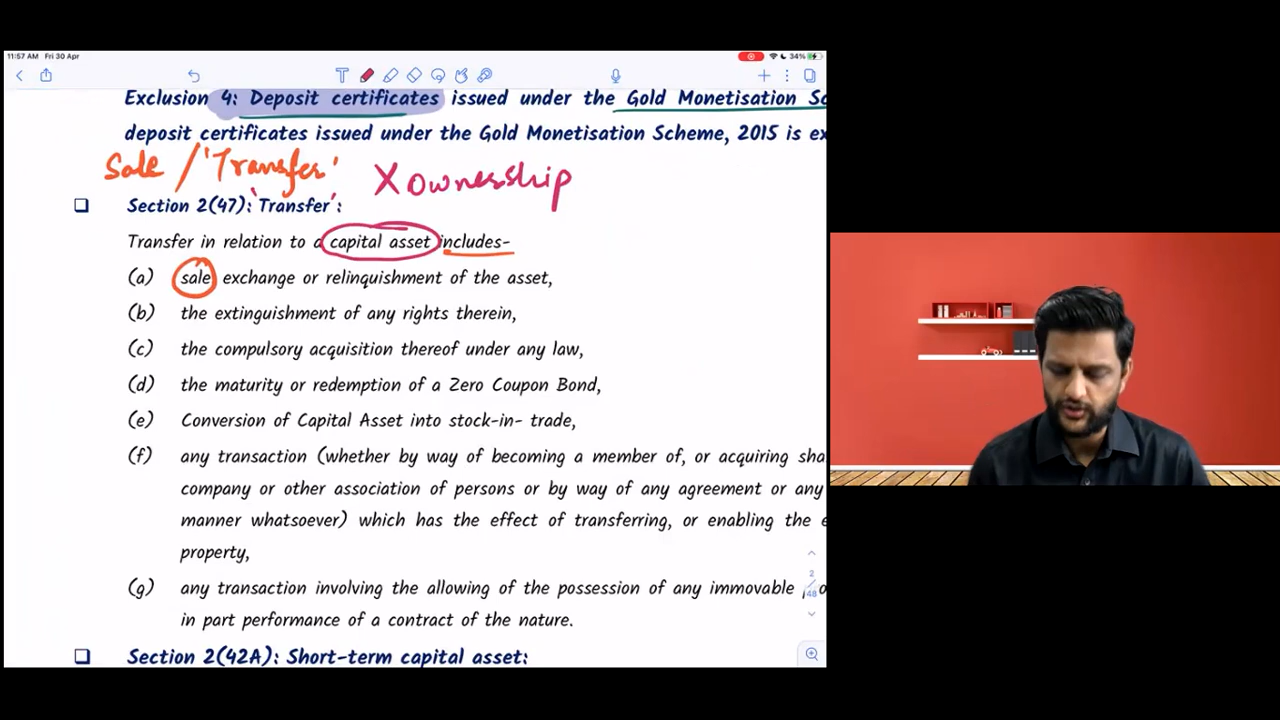 11:57 AM Fri 30 Apr
34%
Exclusion 4: Deposit certificates issued under the Gold Monetisation Sc
deposit certificates issued under the Gold Monetisation Scheme, 2015 is ex
Sale / 'Transfer' X ownership
Section 2(47): 'Transfer':
Transfer in relation to a capital asset includes-
(a) sale exchange or relinquishment of the asset,
(b) the extinguishment of any rights therein,
(c) the compulsory acquisition thereof under any law,
(d) the maturity or redemption of a Zero Coupon Bond,
(e) Conversion of Capital Asset into stock-in- trade,
(f) any transaction (whether by way of becoming a member of, or acquiring sha
company or other association of persons or by way of any agreement or any
manner whatsoever) which has the effect of transferring, or enabling the e
property,
(g) any transaction involving the allowing of the possession of any immovable
in part performance of a contract of the nature.
2
/
48
Section 2(42A): Short-term capital asset: